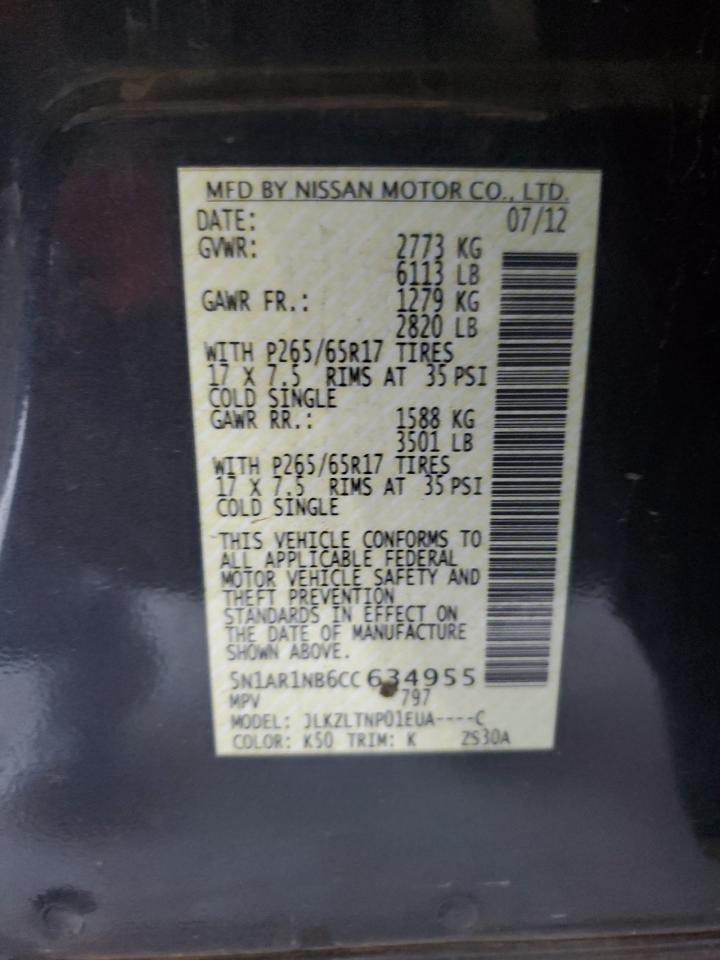 MFD BY NISSAN MOTOR CO., LTD.
DATE: 07/12
GVWR: 2773 KG
6113 LB
GAWR FR.: 1279 KG
2820 LB
WITH P265/65R17 TIRES
17 X 7.5 RIMS AT 35 PSI
COLD SINGLE
GAWR RR.: 1588 KG
3501 LB
WITH P265/65R17 TIRES
17 X 7.5 RIMS AT 35 PSI
COLD SINGLE
THIS VEHICLE CONFORMS TO
ALL APPLICABLE FEDERAL
MOTOR VEHICLE SAFETY AND
THEFT PREVENTION
STANDARDS IN EFFECT ON
THE DATE OF MANUFACTURE
SHOWN ABOVE.
5N1AR1NB6CC 634955
MPV 797
MODEL: JLKZLTNP01EUA----C
COLOR: K50 TRIM: K ZS30A